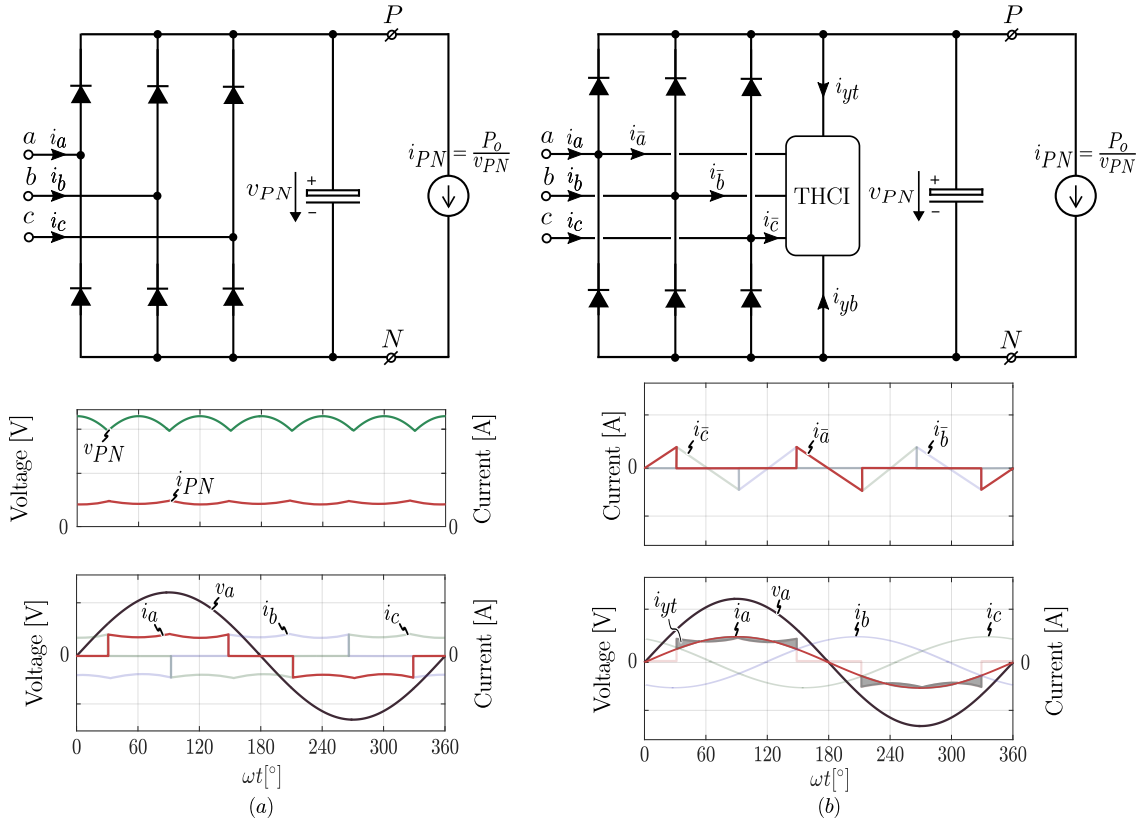 P
a
i_a
b
i_b
c
i_c
v_PN
+
−
i_PN = P_o/v_PN
N
Voltage [V]
v_PN
i_PN
0
0
Current [A]
Voltage [V]
v_a
i_a
i_b
i_c
0
0
Current [A]
0 60 120 180 240 300 360
ωt[°]
(a)
P
i_yt
a
i_a
i_ā
b
i_b
i_b̄
c
i_c
i_c̄
THCI
v_PN
+
−
i_PN = P_o/v_PN
i_yb
N
Current [A]
i_c̄
i_ā
i_b̄
0
Voltage [V]
i_yt
i_a
v_a
i_b
i_c
0
0
Current [A]
0 60 120 180 240 300 360
ωt[°]
(b)